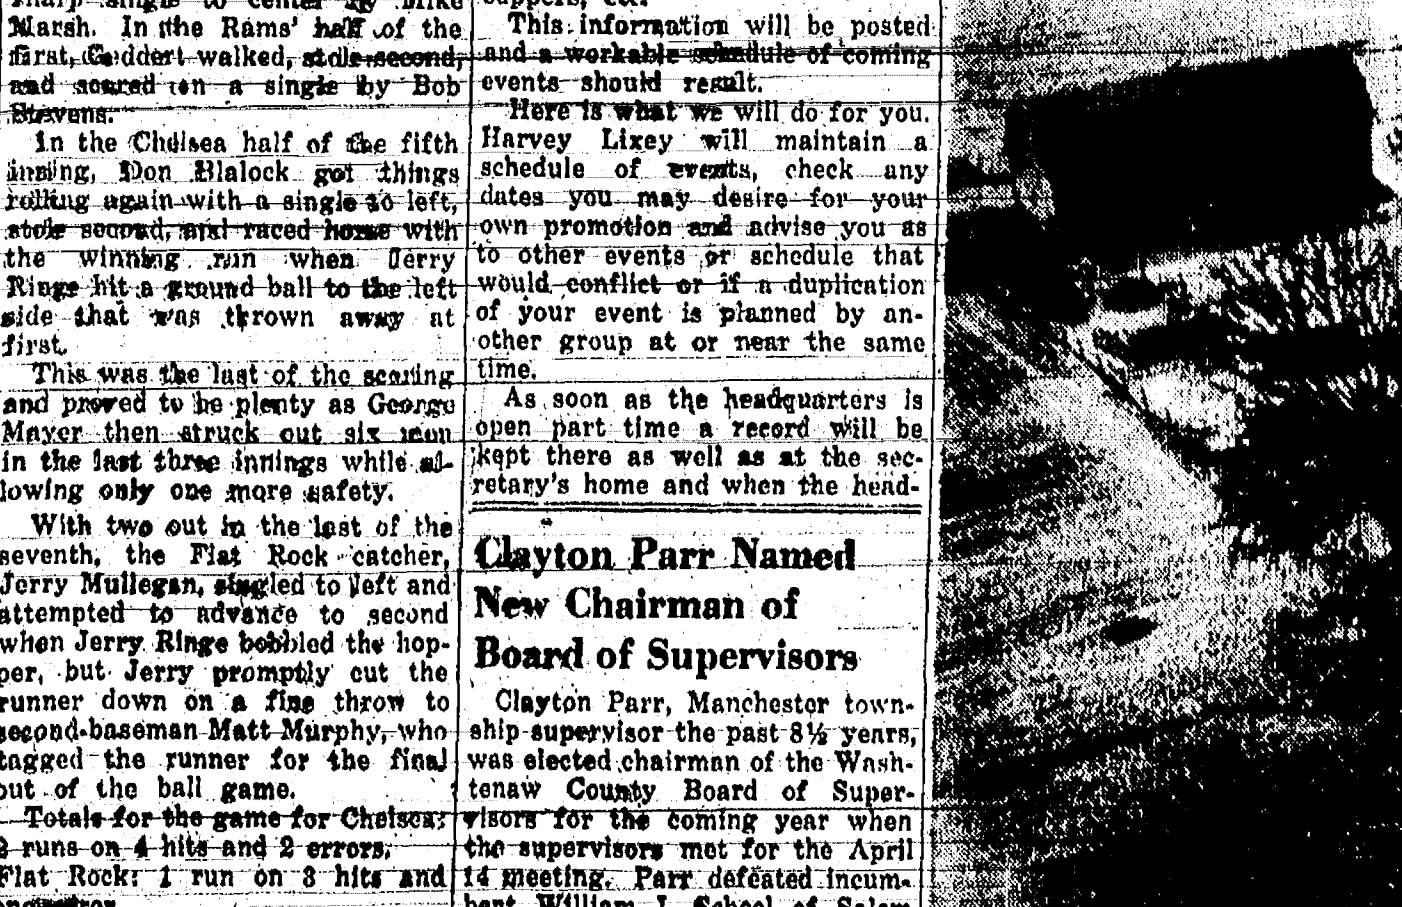 sharp single to center by Mike
Marsh. In the Rams' half of the
first, Geddert walked, stole second,
and scored on a single by Bob
Stevens.
In the Chelsea half of the fifth
inning, Don Blalock got things
rolling again with a single to left,
stole second, and raced home with
the winning run when Jerry
Ringe hit a ground ball to the left
side that was thrown away at
first.
This was the last of the scoring
and proved to be plenty as George
Mayer then struck out six men
in the last three innings while al-
lowing only one more safety.
With two out in the last of the
seventh, the Flat Rock catcher,
Jerry Mullegan, singled to left and
attempted to advance to second
when Jerry Ringe bobbled the hop-
per, but Jerry promptly cut the
runner down on a fine throw to
second-baseman Matt Murphy, who
tagged the runner for the final
out of the ball game.
Totals for the game for Chelsea:
2 runs on 4 hits and 2 errors.
Flat Rock: 1 run on 3 hits and
suppers, etc.
This information will be posted
and a workable schedule of coming
events should result.
Here is what we will do for you.
Harvey Lixey will maintain a
schedule of events, check any
dates you may desire for your
own promotion and advise you as
to other events or schedule that
would conflict or if a duplication
of your event is planned by an-
other group at or near the same
time.
As soon as the headquarters is
open part time a record will be
kept there as well as at the sec-
retary's home and when the head-
Clayton Parr Named
New Chairman of
Board of Supervisors
Clayton Parr, Manchester town-
ship supervisor the past 8½ years,
was elected chairman of the Wash-
tenaw County Board of Super-
visors for the coming year when
the supervisors met for the April
14 meeting. Parr defeated incum-
bent William J. School of Salem